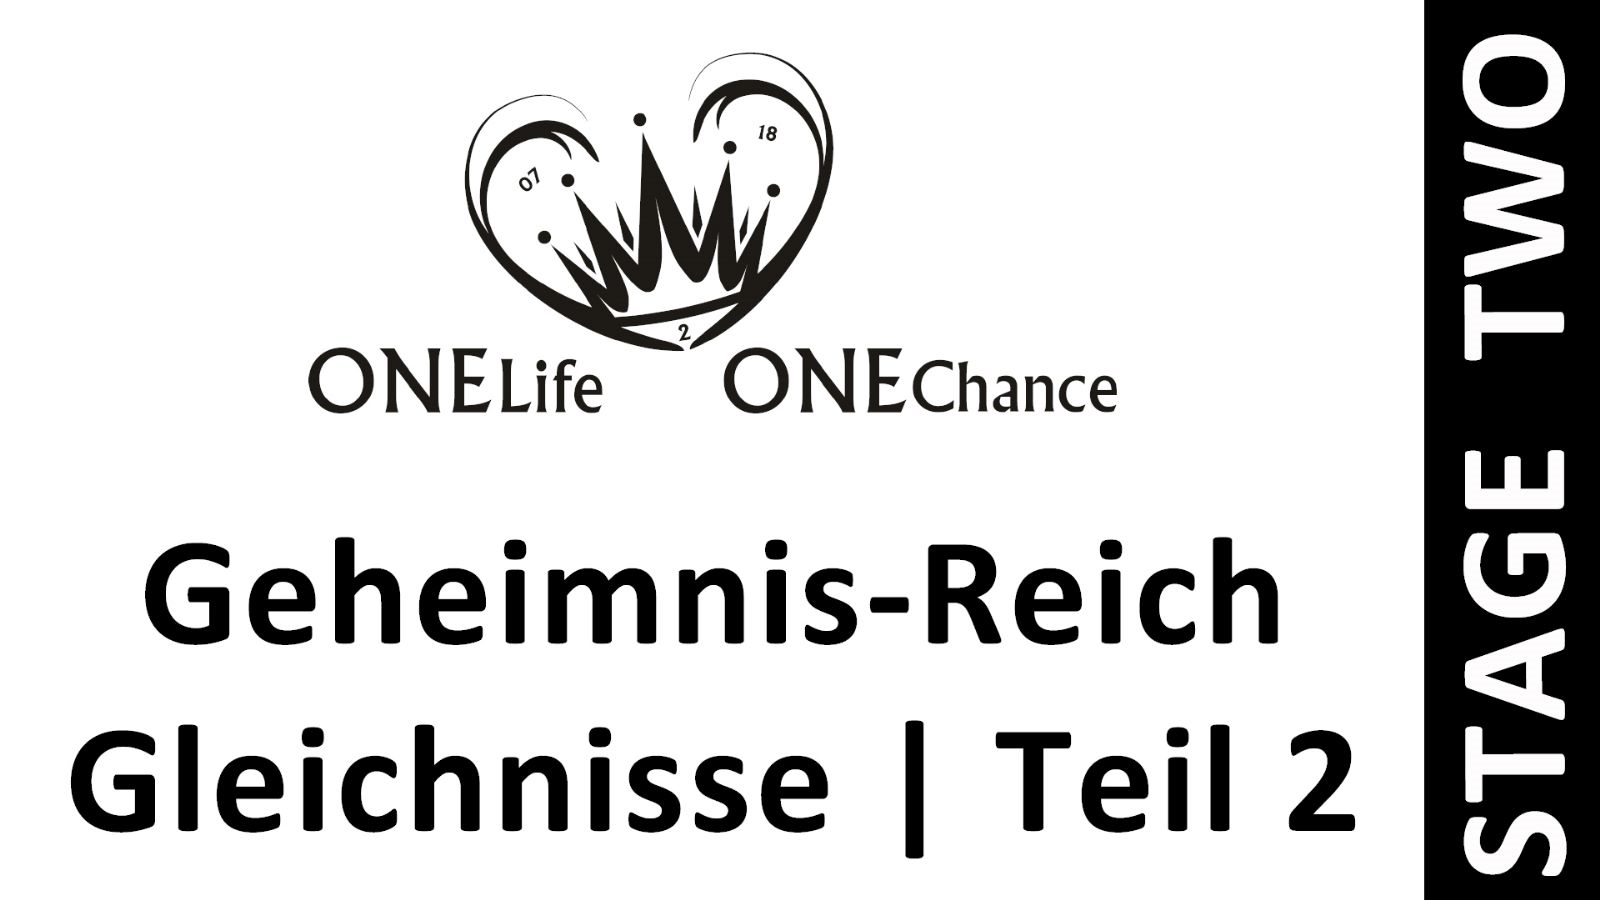 07
18
2
ONELife ONEChance
Geheimnis-Reich
Gleichnisse | Teil 2
STAGE TWO